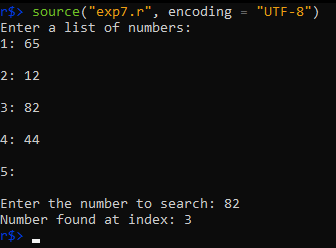 r$> source("exp7.r", encoding = "UTF-8")
Enter a list of numbers:
1: 65
2: 12
3: 82
4: 44
5:
Enter the number to search: 82
Number found at index: 3
r$>